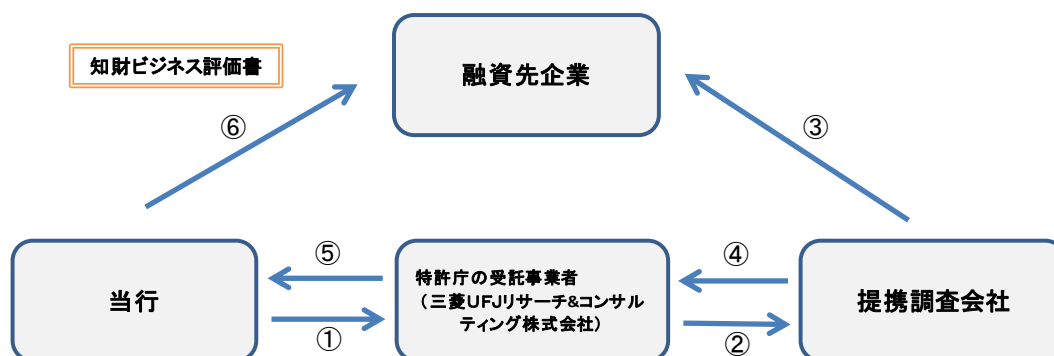 知財ビジネス評価書
融資先企業
⑥
③
⑤
④
当行
特許庁の受託事業者
(三菱UFJリサーチ&コンサル
ティング株式会社)
提携調査会社
①
②